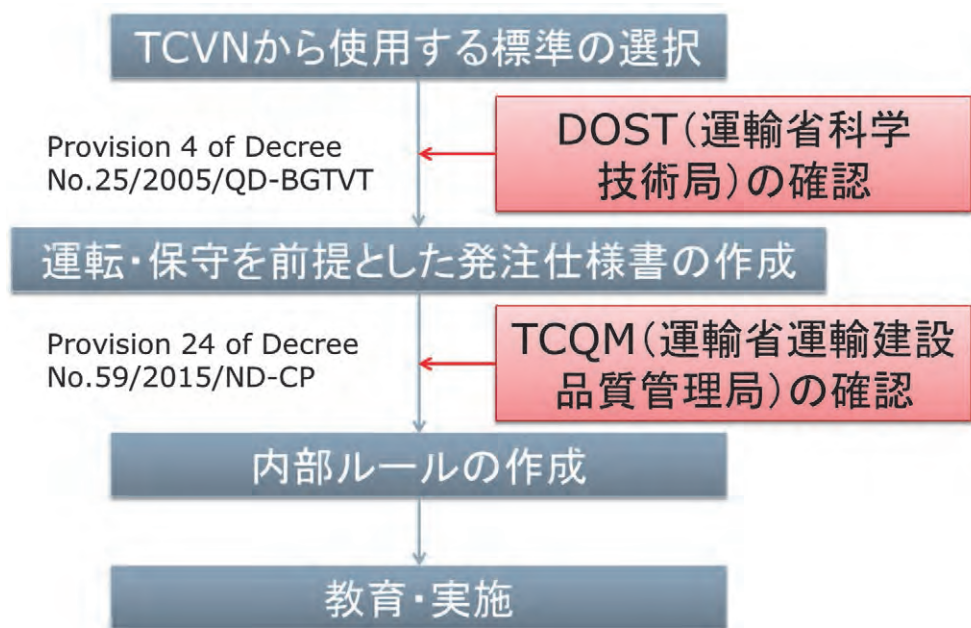 TCVNから使用する標準の選択
Provision 4 of Decree
No.25/2005/QD-BGTVT
DOST(運輸省科学
技術局)の確認
運転・保守を前提とした発注仕様書の作成
Provision 24 of Decree
No.59/2015/ND-CP
TCQM(運輸省運輸建設
品質管理局)の確認
内部ルールの作成
教育・実施